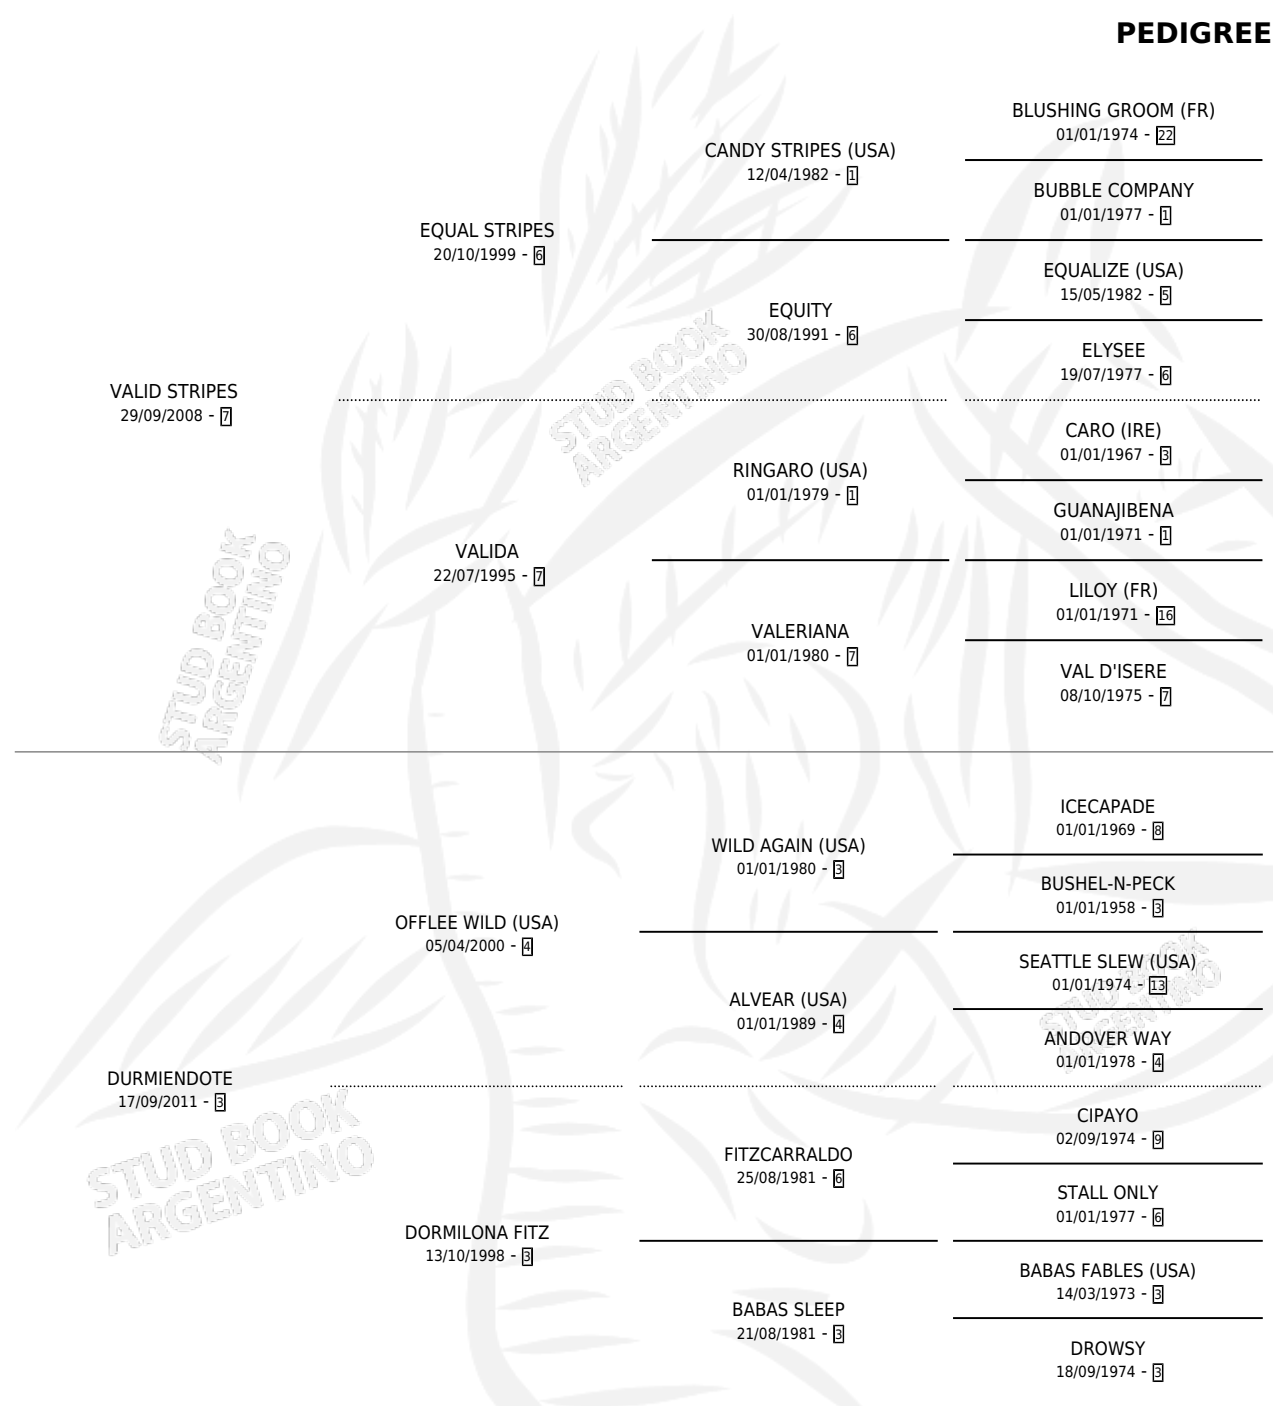 PEDIGREE
BLUSHING GROOM (FR)
01/01/1974 - 22
CANDY STRIPES (USA)
12/04/1982 - 1
BUBBLE COMPANY
01/01/1977 - 1
EQUAL STRIPES
20/10/1999 - 6
EQUALIZE (USA)
15/05/1982 - 5
EQUITY
30/08/1991 - 6
ELYSEE
19/07/1977 - 6
VALID STRIPES
29/09/2008 - 7
CARO (IRE)
01/01/1967 - 3
RINGARO (USA)
01/01/1979 - 1
GUANAJIBENA
01/01/1971 - 1
VALIDA
22/07/1995 - 7
LILOY (FR)
01/01/1971 - 16
VALERIANA
01/01/1980 - 7
VAL D'ISERE
08/10/1975 - 7
ICECAPADE
01/01/1969 - 8
WILD AGAIN (USA)
01/01/1980 - 3
BUSHEL-N-PECK
01/01/1958 - 3
OFFLEE WILD (USA)
05/04/2000 - 4
SEATTLE SLEW (USA)
01/01/1974 - 13
ALVEAR (USA)
01/01/1989 - 4
ANDOVER WAY
01/01/1978 - 4
DURMIENDOTE
17/09/2011 - 3
CIPAYO
02/09/1974 - 9
FITZCARRALDO
25/08/1981 - 6
STALL ONLY
01/01/1977 - 6
DORMILONA FITZ
13/10/1998 - 3
BABAS FABLES (USA)
14/03/1973 - 3
BABAS SLEEP
21/08/1981 - 3
DROWSY
18/09/1974 - 3
STUD BOOK
ARGENTINO
STUD BOOK
ARGENTINO
STUD BOOK
ARGENTINO
STUD BOOK
ARGENTINO